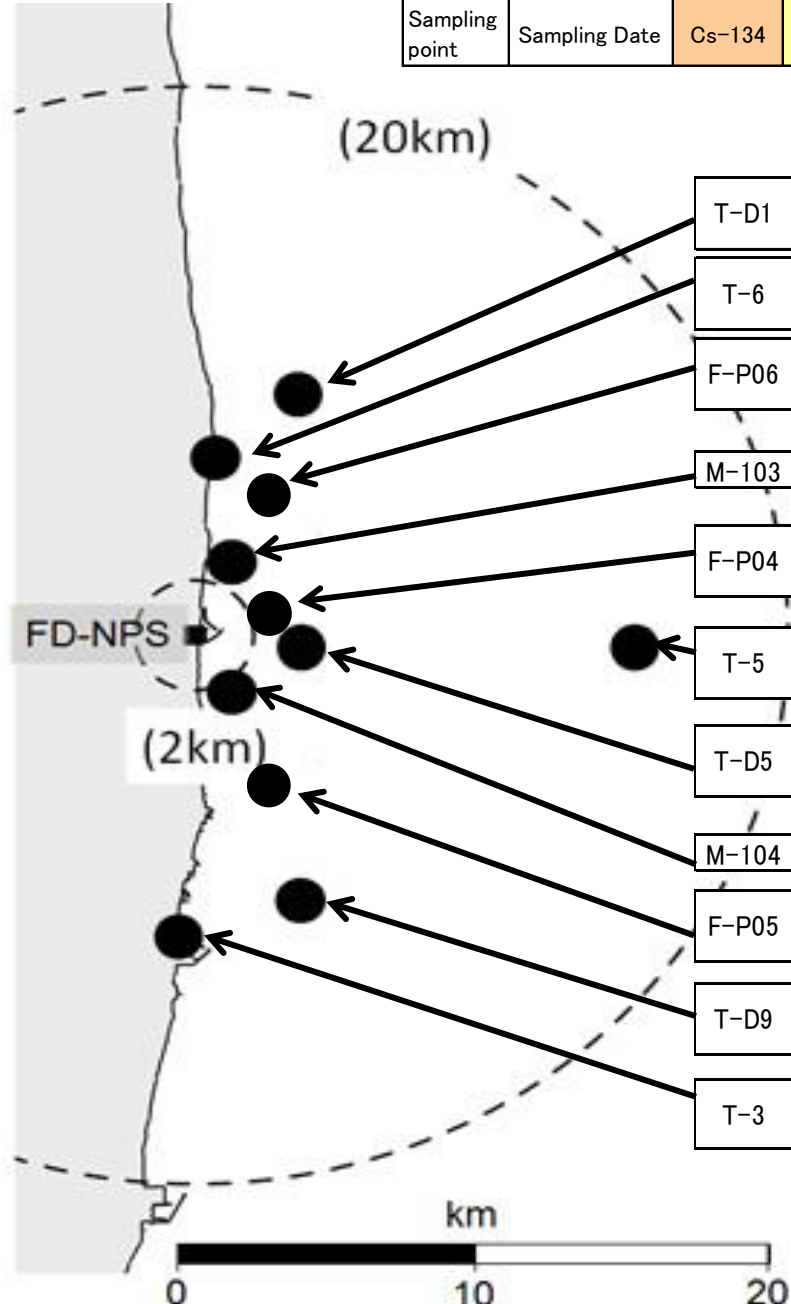 Sampling
point
Sampling Date
Cs-134
(20km)
T-D1
T-6
F-P06
M-103
F-P04
FD-NPS
T-5
(2km)
T-D5
M-104
F-P05
T-D9
T-3
km
0 10 20